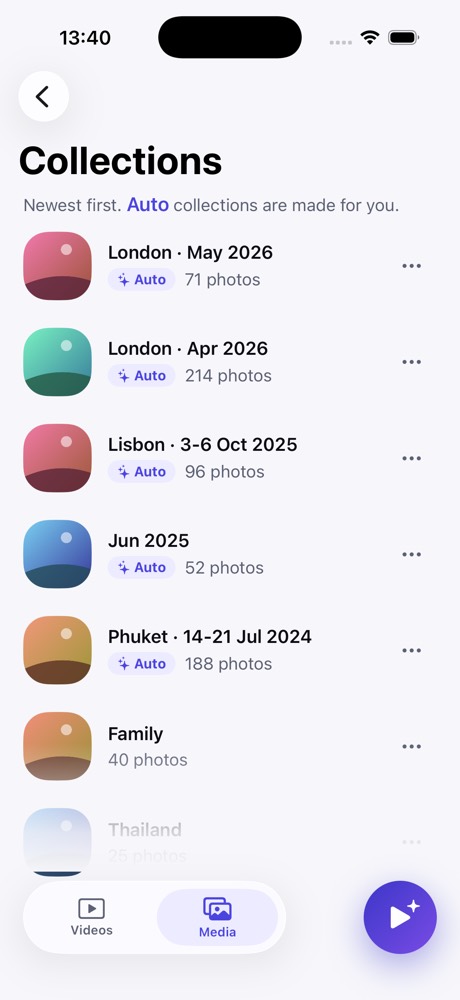 13:40
Collections
Newest first. Auto collections are made for you.
London · May 2026
Auto 71 photos
London · Apr 2026
Auto 214 photos
Lisbon · 3-6 Oct 2025
Auto 96 photos
Jun 2025
Auto 52 photos
Phuket · 14-21 Jul 2024
Auto 188 photos
Family
40 photos
Thailand
25 photos
Videos
Media